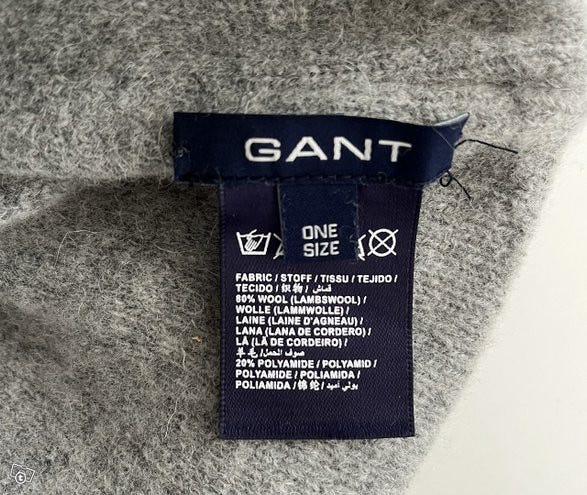 GANT
ONE
SIZE
FABRIC / STOFF / TISSU / TEJIDO /
TECIDO / 织物 / قماش /
80% WOOL (LAMBSWOOL) /
WOLLE (LAMMWOLLE) /
LAINE (LAINE D'AGNEAU) /
LANA (LANA DE CORDERO) /
LÃ (LÃ DE CORDEIRO) /
羊毛 / صوف الحمل /
20% POLYAMIDE / POLYAMID /
POLYAMIDE / POLIAMIDA /
POLIAMIDA / 锦纶 / بولي أميد